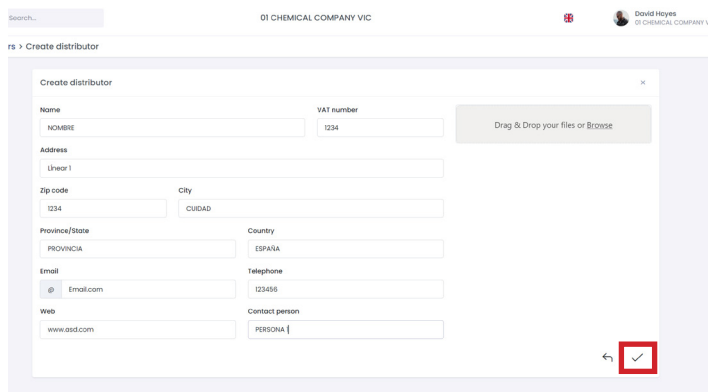 Search...
01 CHEMICAL COMPANY VIC
David Hayes
01 CHEMICAL COMPANY V
rs > Create distributor
Create distributor
Name
VAT number
NOMBRE
1234
Drag & Drop your files or Browse
Address
Línear 1
Zip code
City
1234
CUIDAD
Province/State
Country
PROVINCIA
ESPAÑA
Email
Telephone
@ Email.com
123456
Web
Contact person
www.asd.com
PERSONA 1